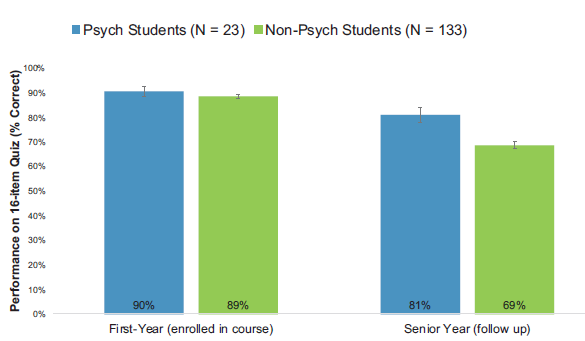 Psych Students (N = 23) Non-Psych Students (N = 133)
Performance on 16-item Quiz (% Correct)
100%
90%
80%
70%
60%
50%
40%
30%
20%
10%
0%
90% 89% 81% 69%
First-Year (enrolled in course) Senior Year (follow up)